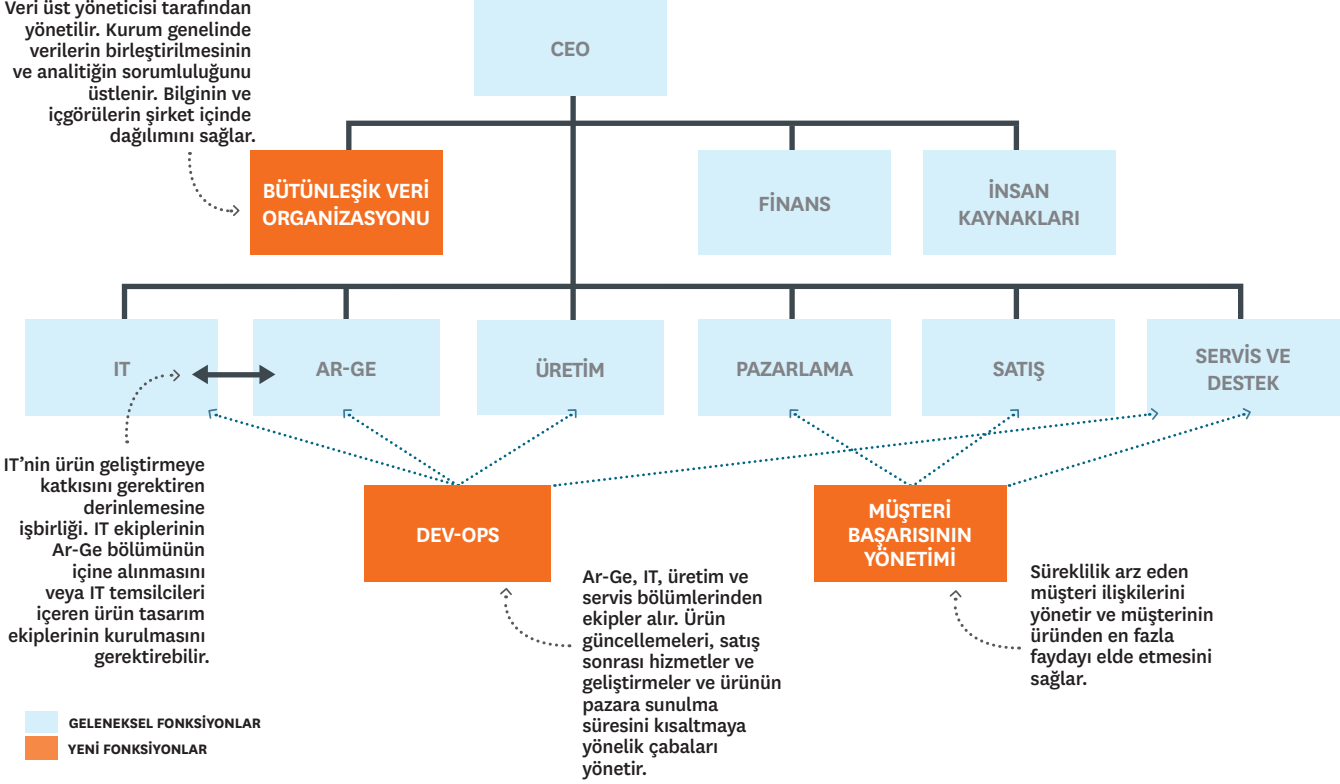 Veri üst yöneticisi tarafından
yönetilir. Kurum genelinde
verilerin birleştirilmesinin
ve analitiğin sorumluluğunu
üstlenir. Bilginin ve
içgörülerin şirket içinde
dağılımını sağlar.
CEO
BÜTÜNLEŞİK VERİ
ORGANİZASYONU
FİNANS
İNSAN
KAYNAKLARI
IT
AR-GE
ÜRETİM
PAZARLAMA
SATIŞ
SERVİS VE
DESTEK
IT’nin ürün geliştirmeye
katkısını gerektiren
derinlemesine
işbirliği. IT ekiplerinin
Ar-Ge bölümünün
içine alınmasını
veya IT temsilcileri
içeren ürün tasarım
ekiplerinin kurulmasını
gerektirebilir.
DEV-OPS
MÜŞTERİ
BAŞARISININ
YÖNETİMİ
Ar-Ge, IT, üretim ve
servis bölümlerinden
ekipler alır. Ürün
güncellemeleri, satış
sonrası hizmetler ve
geliştirmeler ve ürünün
pazara sunulma
süresini kısaltmaya
yönelik çabaları
yönetir.
Süreklilik arz eden
müşteri ilişkilerini
yönetir ve müşterinin
üründen en fazla
faydayı elde etmesini
sağlar.
GELENEKSEL FONKSİYONLAR
YENİ FONKSİYONLAR